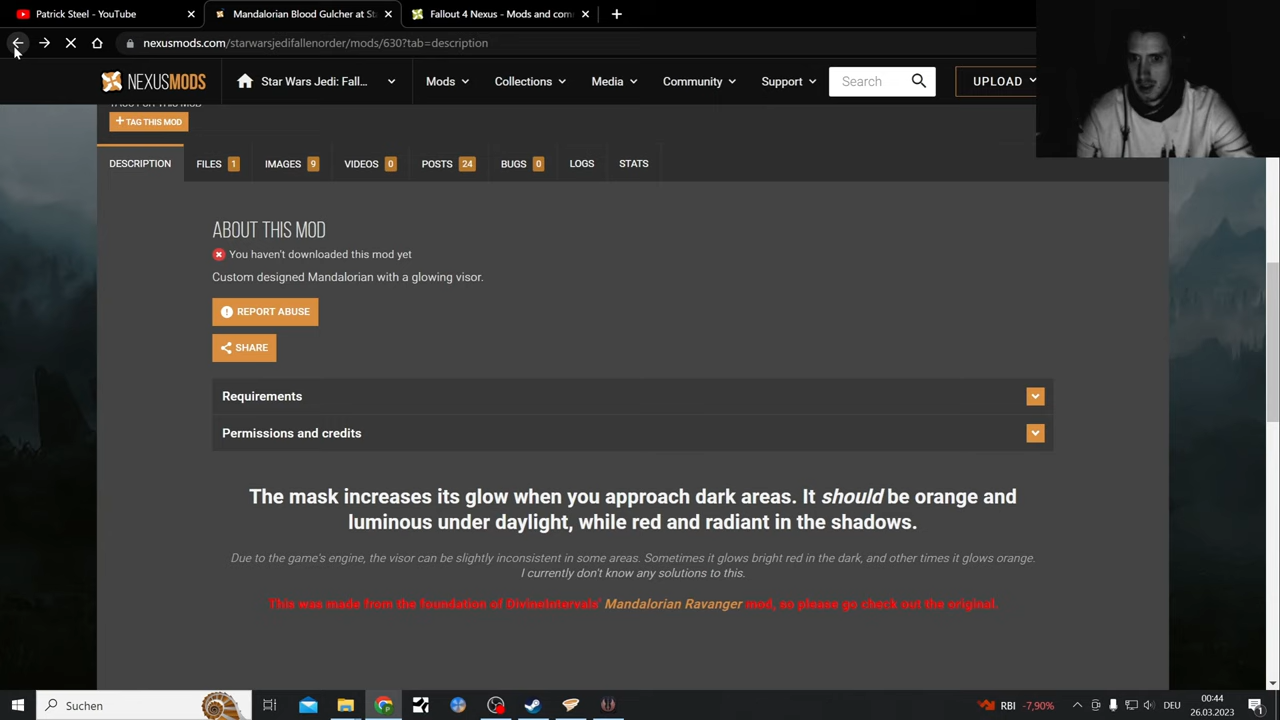 Patrick Steel - YouTube
Mandalorian Blood Gulcher at St
Fallout 4 Nexus - Mods and com
nexusmods.com/starwarsjedifallenorder/mods/630?tab=description
NEXUSMODS
Star Wars Jedi: Fall...
Mods
Collections
Media
Community
Support
Search
UPLOAD
TAG THIS MOD
DESCRIPTION
FILES 1
IMAGES 9
VIDEOS 0
POSTS 24
BUGS 0
LOGS
STATS
ABOUT THIS MOD
You haven't downloaded this mod yet
Custom designed Mandalorian with a glowing visor.
REPORT ABUSE
SHARE
Requirements
Permissions and credits
The mask increases its glow when you approach dark areas. It should be orange and
luminous under daylight, while red and radiant in the shadows.
Due to the game's engine, the visor can be slightly inconsistent in some areas. Sometimes it glows bright red in the dark, and other times it glows orange.
I currently don't know any solutions to this.
This was made from the foundation of DivineIntervals' Mandalorian Ravanger mod, so please go check out the original.
Suchen
RBI -7,90%
DEU
00:44
26.03.2023
1